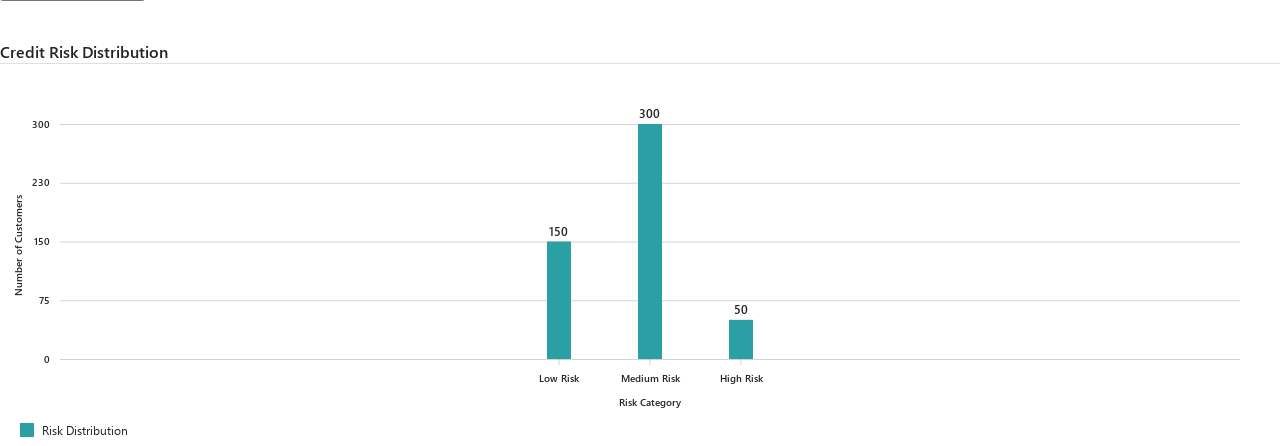 Credit Risk Distribution
300
300
230
150
150
75
50
0
Number of Customers
Low Risk
Medium Risk
High Risk
Risk Category
Risk Distribution